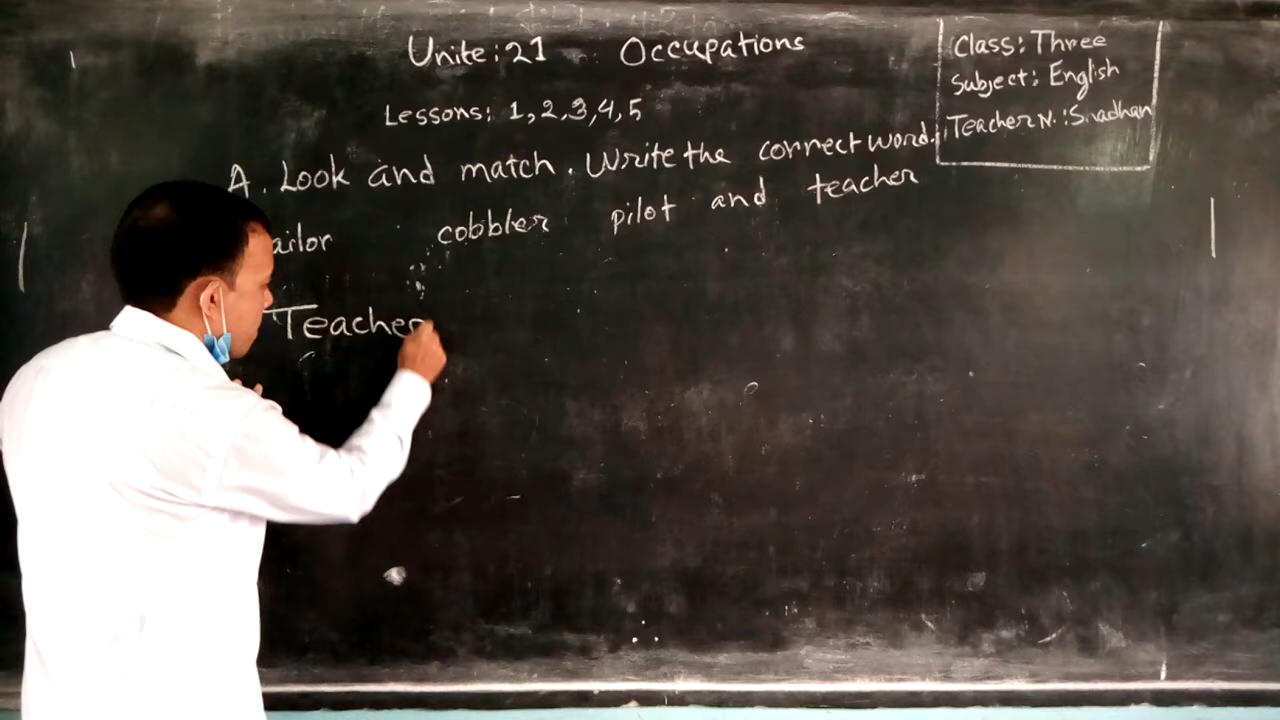 Unite: 21 Occupations
Class: Three
Subject: English
Teacher N.: Snadhan
Lessons: 1,2,3,4,5
A. Look and match. Write the correct word.
ailor cobbler pilot and teacher
Teacher